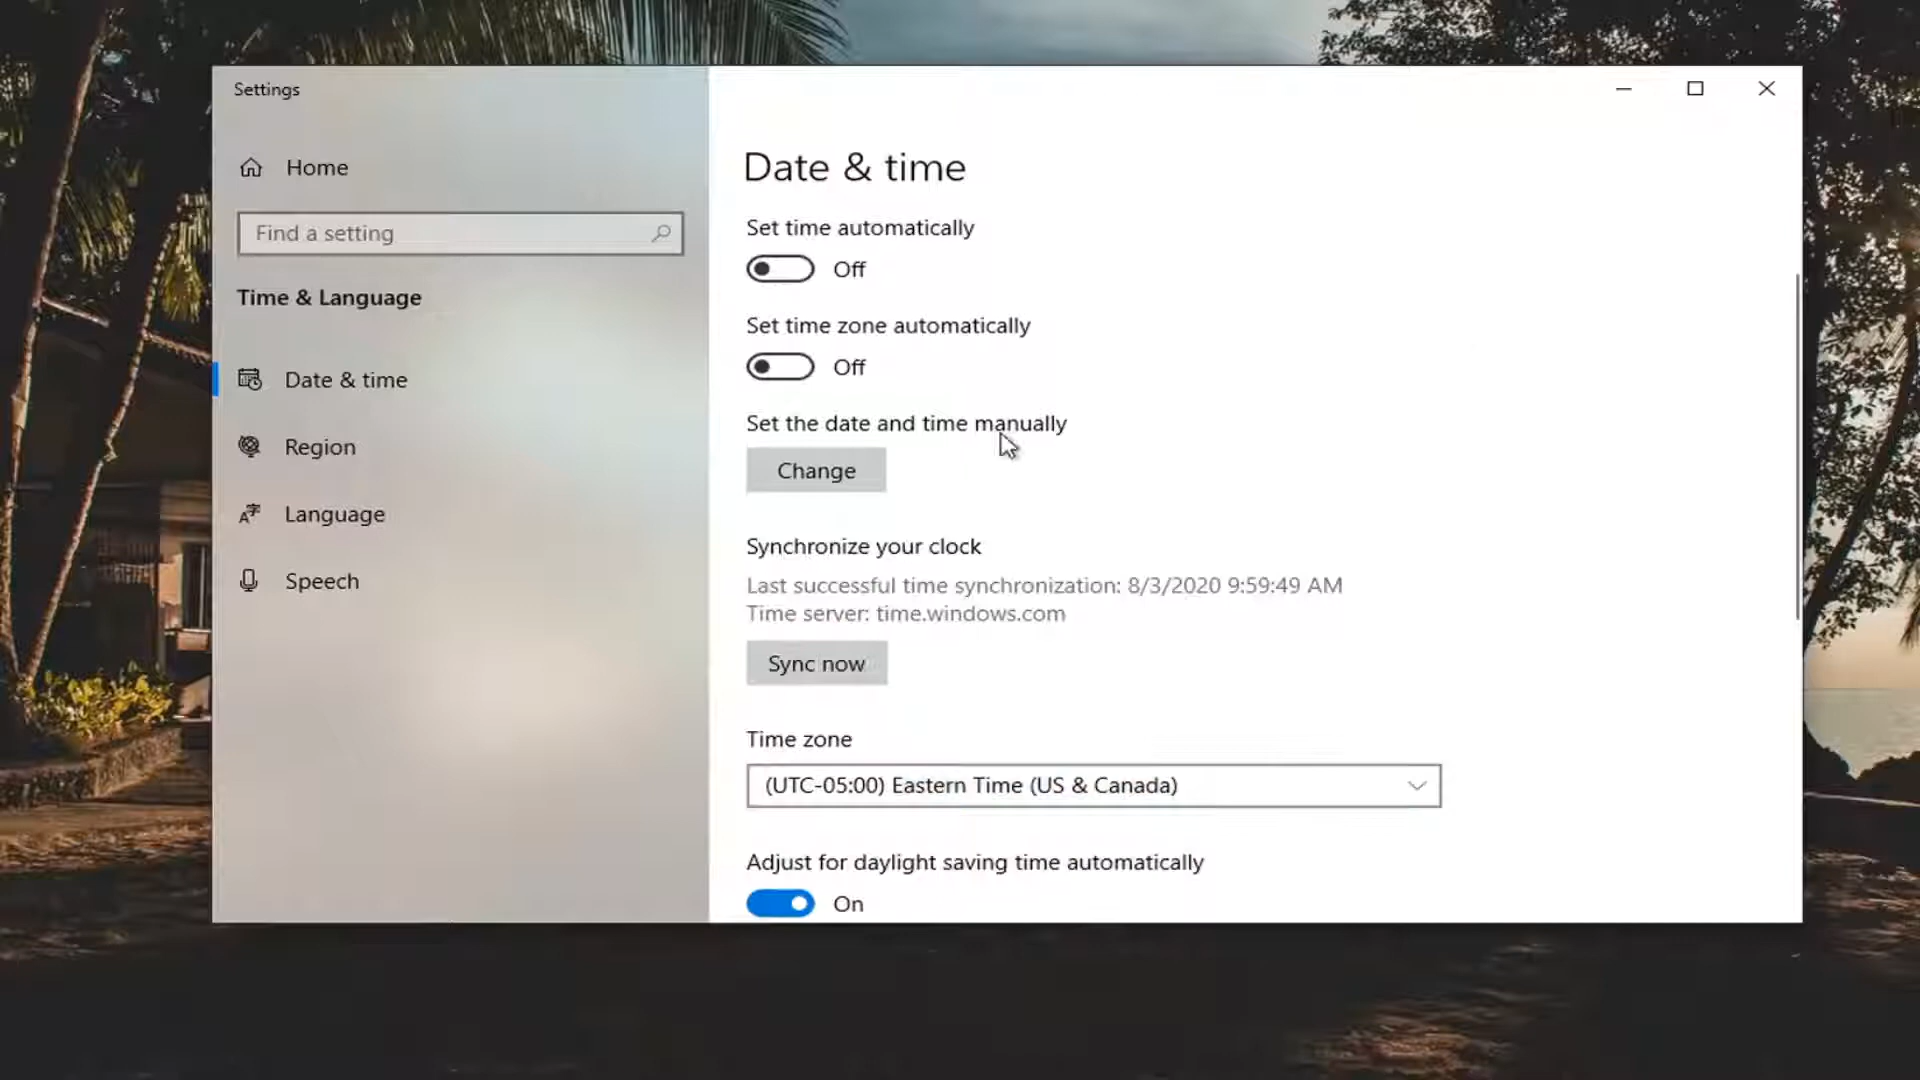 Settings
Home
Find a setting
Time & Language
Date & time
Region
Language
Speech
Date & time
Set time automatically
Off
Set time zone automatically
Off
Set the date and time manually
Change
Synchronize your clock
Last successful time synchronization: 8/3/2020 9:59:49 AM
Time server: time.windows.com
Sync now
Time zone
(UTC-05:00) Eastern Time (US & Canada)
Adjust for daylight saving time automatically
On